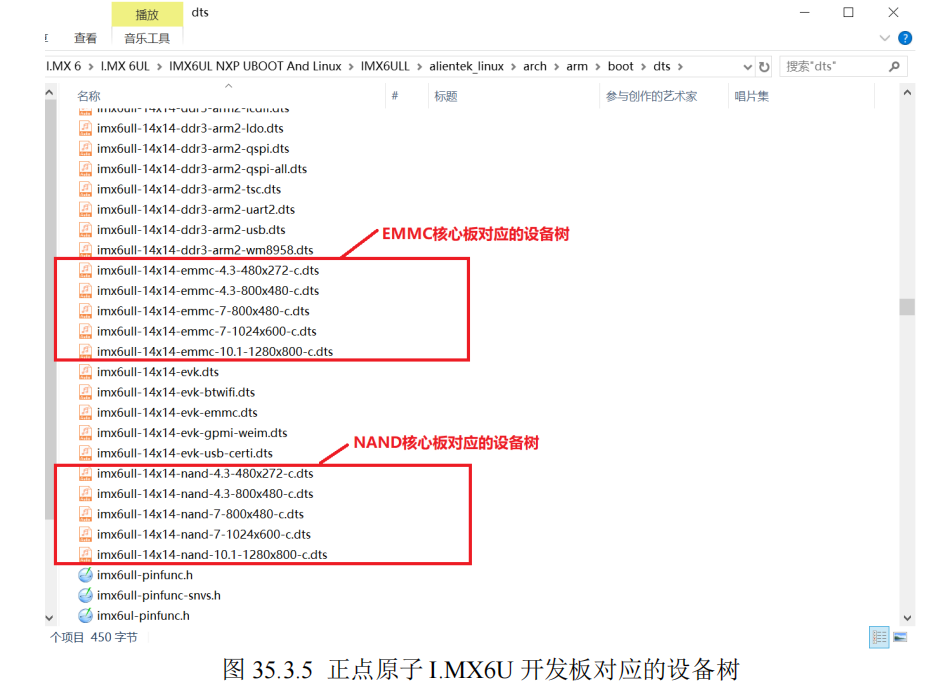 播放
dts
查看
音乐工具
I.MX 6 > I.MX 6UL > IMX6UL NXP UBOOT And Linux > IMX6ULL > alientek_linux > arch > arm > boot > dts >
搜索"dts"
名称
#
标题
参与创作的艺术家
唱片集
imx6ull-14x14-ddr3-arm2-lcdif.dts
imx6ull-14x14-ddr3-arm2-ldo.dts
imx6ull-14x14-ddr3-arm2-qspi.dts
imx6ull-14x14-ddr3-arm2-qspi-all.dts
imx6ull-14x14-ddr3-arm2-tsc.dts
imx6ull-14x14-ddr3-arm2-uart2.dts
imx6ull-14x14-ddr3-arm2-usb.dts
EMMC核心板对应的设备树
imx6ull-14x14-ddr3-arm2-wm8958.dts
imx6ull-14x14-emmc-4.3-480x272-c.dts
imx6ull-14x14-emmc-4.3-800x480-c.dts
imx6ull-14x14-emmc-7-800x480-c.dts
imx6ull-14x14-emmc-7-1024x600-c.dts
imx6ull-14x14-emmc-10.1-1280x800-c.dts
imx6ull-14x14-evk.dts
imx6ull-14x14-evk-btwifi.dts
imx6ull-14x14-evk-emmc.dts
imx6ull-14x14-evk-gpmi-weim.dts
NAND核心板对应的设备树
imx6ull-14x14-evk-usb-certi.dts
imx6ull-14x14-nand-4.3-480x272-c.dts
imx6ull-14x14-nand-4.3-800x480-c.dts
imx6ull-14x14-nand-7-800x480-c.dts
imx6ull-14x14-nand-7-1024x600-c.dts
imx6ull-14x14-nand-10.1-1280x800-c.dts
imx6ull-pinfunc.h
imx6ull-pinfunc-snvs.h
imx6ul-pinfunc.h
个项目 450 字节
图 35.3.5 正点原子 I.MX6U 开发板对应的设备树